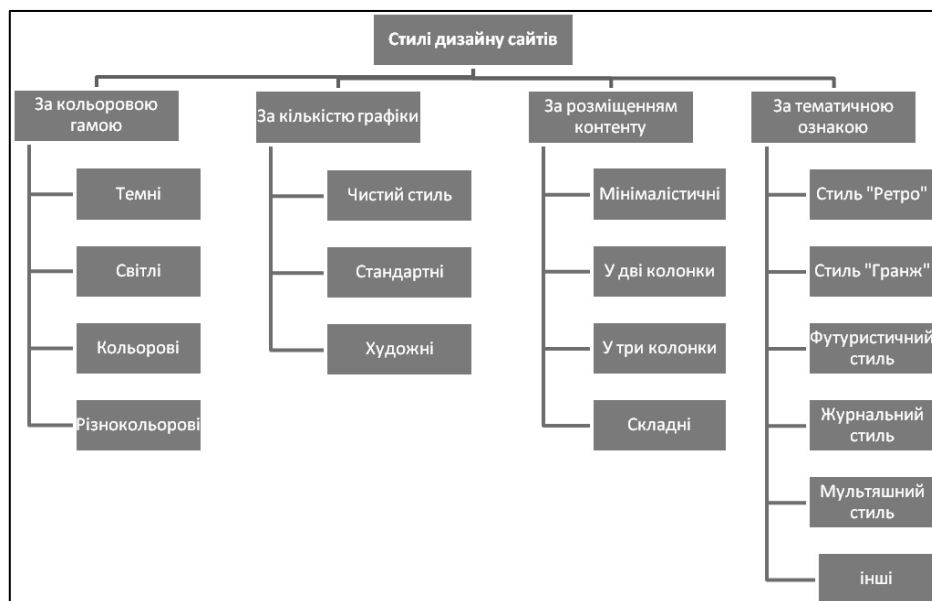 Стилі дизайну сайтів
За кольоровою
гамою
Темні
Світлі
Кольорові
Різнокольорові
За кількістю графіки
Чистий стиль
Стандартні
Художні
За розміщенням
контенту
Мінімалістичні
У дві колонки
У три колонки
Складні
За тематичною
ознакою
Стиль "Ретро"
Стиль "Гранж"
Футуристичний
стиль
Журнальний
стиль
Мультяшний
стиль
інші